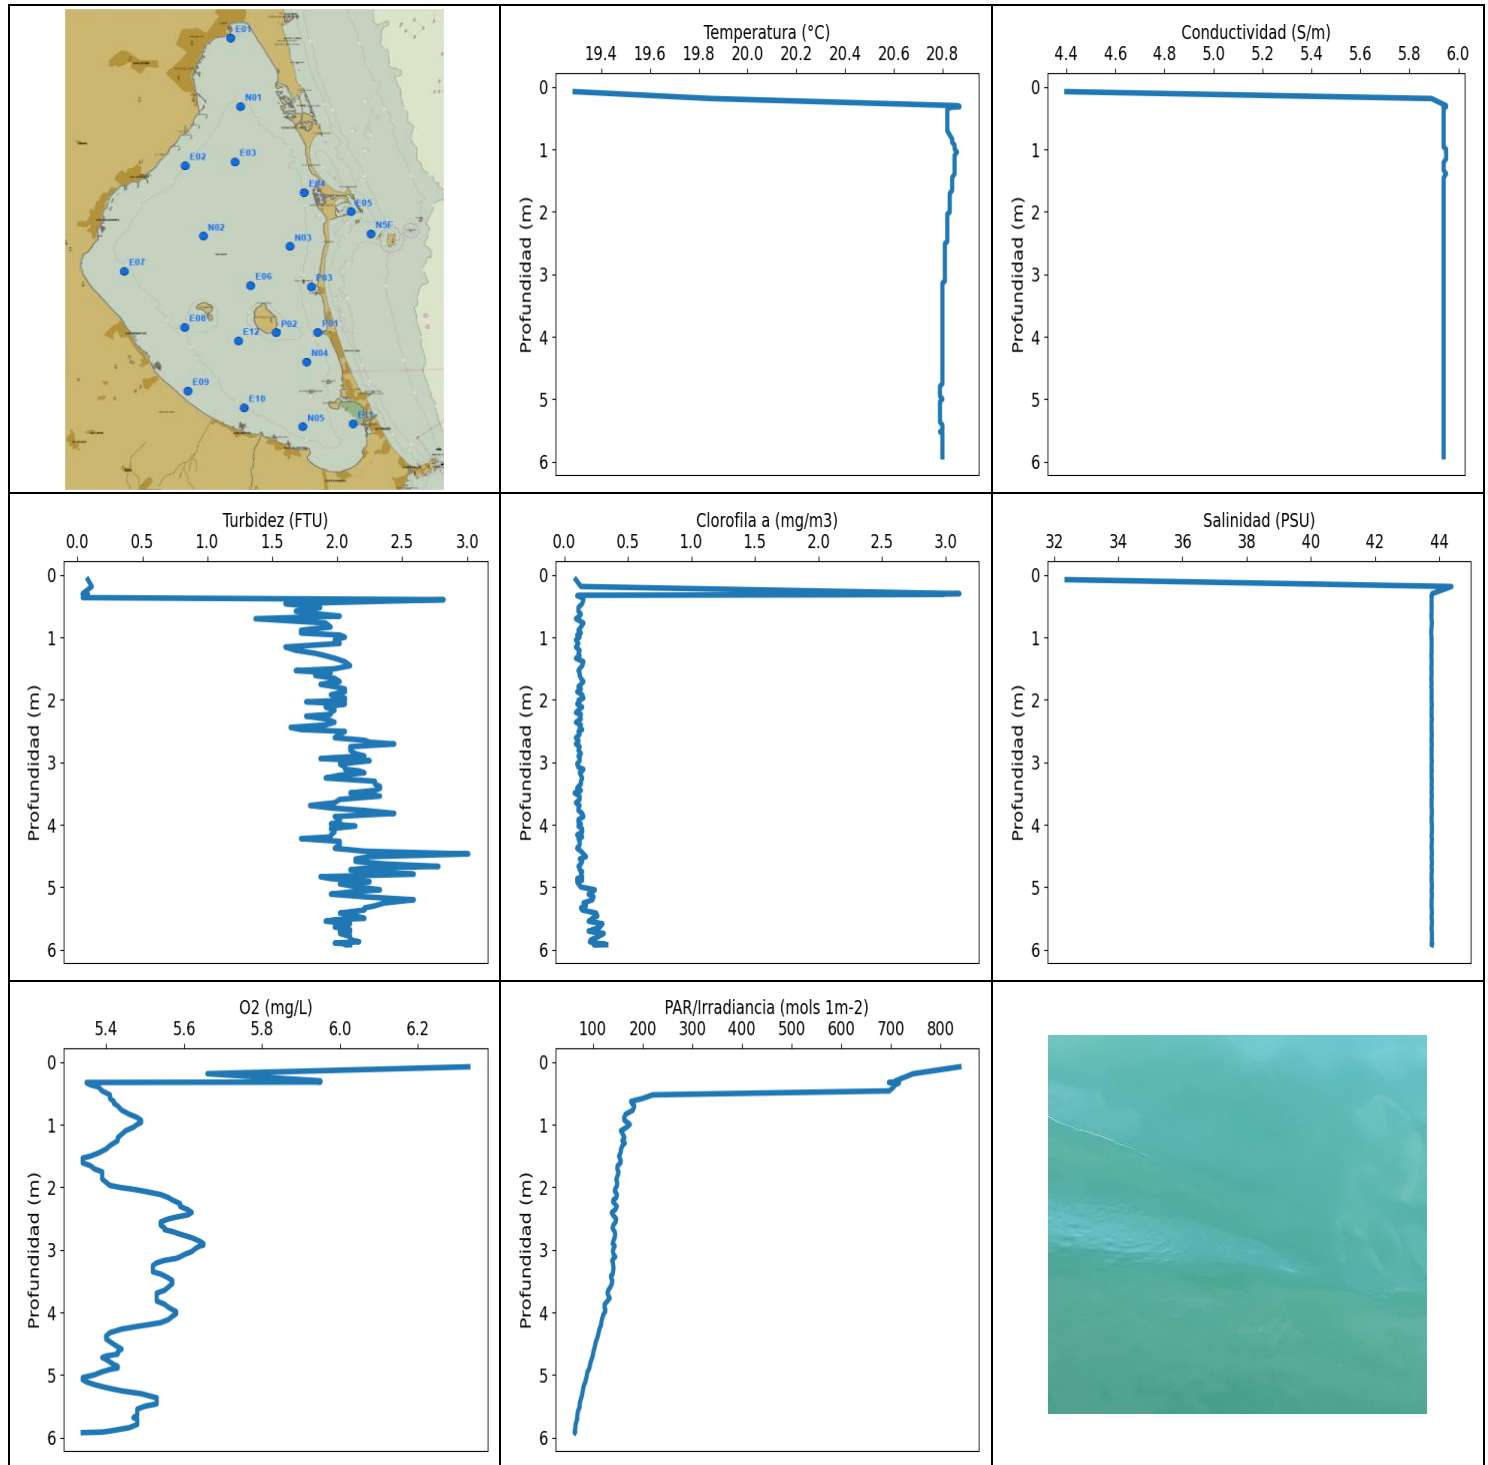 E01
N01
E02
E03
E04
E05
N5F
N02
N03
E07
E06
P03
E08
E12
P02
P01
N04
E09
E10
N05
E11
Temperatura (°C)
19.4 19.6 19.8 20.0 20.2 20.4 20.6 20.8
0
1
2
3
4
5
6
Profundidad (m)
Conductividad (S/m)
4.4 4.6 4.8 5.0 5.2 5.4 5.6 5.8 6.0
0
1
2
3
4
5
6
Profundidad (m)
Turbidez (FTU)
0.0 0.5 1.0 1.5 2.0 2.5 3.0
0
1
2
3
4
5
6
Profundidad (m)
Clorofila a (mg/m3)
0.0 0.5 1.0 1.5 2.0 2.5 3.0
0
1
2
3
4
5
6
Profundidad (m)
Salinidad (PSU)
32 34 36 38 40 42 44
0
1
2
3
4
5
6
Profundidad (m)
O2 (mg/L)
5.4 5.6 5.8 6.0 6.2
0
1
2
3
4
5
6
Profundidad (m)
PAR/Irradiancia (mols 1m-2)
100 200 300 400 500 600 700 800
0
1
2
3
4
5
6
Profundidad (m)